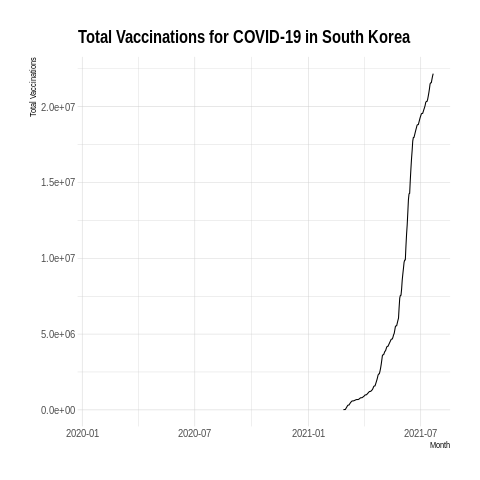 Total Vaccinations for COVID-19 in South Korea
Total Vaccinations
2.0e+07
1.5e+07
1.0e+07
5.0e+06
0.0e+00
2020-01 2020-07 2021-01 2021-07
Month